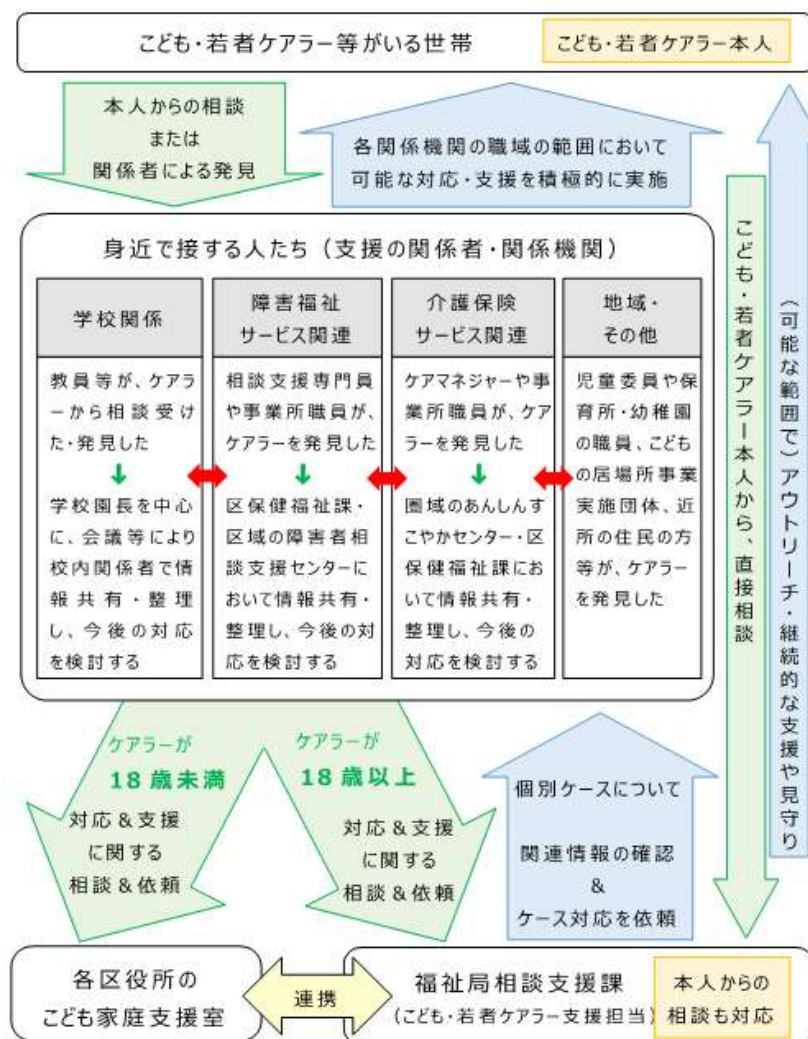 こども・若者ケアラー等がいる世帯
こども・若者ケアラー本人
本人からの相談
または
関係者による発見
各関係機関の職域の範囲において
可能な対応・支援を積極的に実施
身近で接する人たち（支援の関係者・関係機関）
学校関係
教員等が、ケアラ
ーから相談受け
た・発見した
↓
学校園長を中心
に、会議等により
校内関係者で情
報共有・整理
し、今後の対応
を検討する
障害福祉
サービス関連
相談支援専門員
や事業所職員が、
ケアラーを発見した
↓
区保健福祉課・
区域の障害者相
談支援センターに
おいて情報共有・
整理し、今後の対
応を検討する
介護保険
サービス関連
ケアマネジャーや事
業所職員が、ケア
ラーを発見した
↓
圏域のあんしんす
こやかセンター・区
保健福祉課にお
いて情報共有・
整理し、今後の
対応を検討する
地域・
その他
児童委員や保
育所・幼稚園
の職員、こども
の居場所事業
実施団体、近
所の住民の方
等が、ケアラー
を発見した
こども・若者ケアラー本人から、直接相談
（可能な範囲で）アウトリーチ・継続的な支援や見守り
ケアラーが
18歳未満
対応＆支援
に関する
相談＆依頼
ケアラーが
18歳以上
対応＆支援
に関する
相談＆依頼
個別ケースについて
関連情報の確認
＆
ケース対応を依頼
各区役所の
こども家庭支援室
連携
福祉局相談支援課
（こども・若者ケアラー支援担当）
本人からの
相談も対応